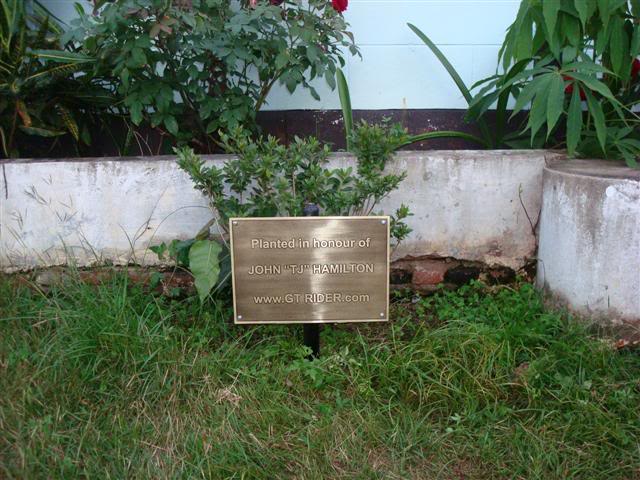 Planted in honour of
JOHN "TJ" HAMILTON
www.GT RIDER.com